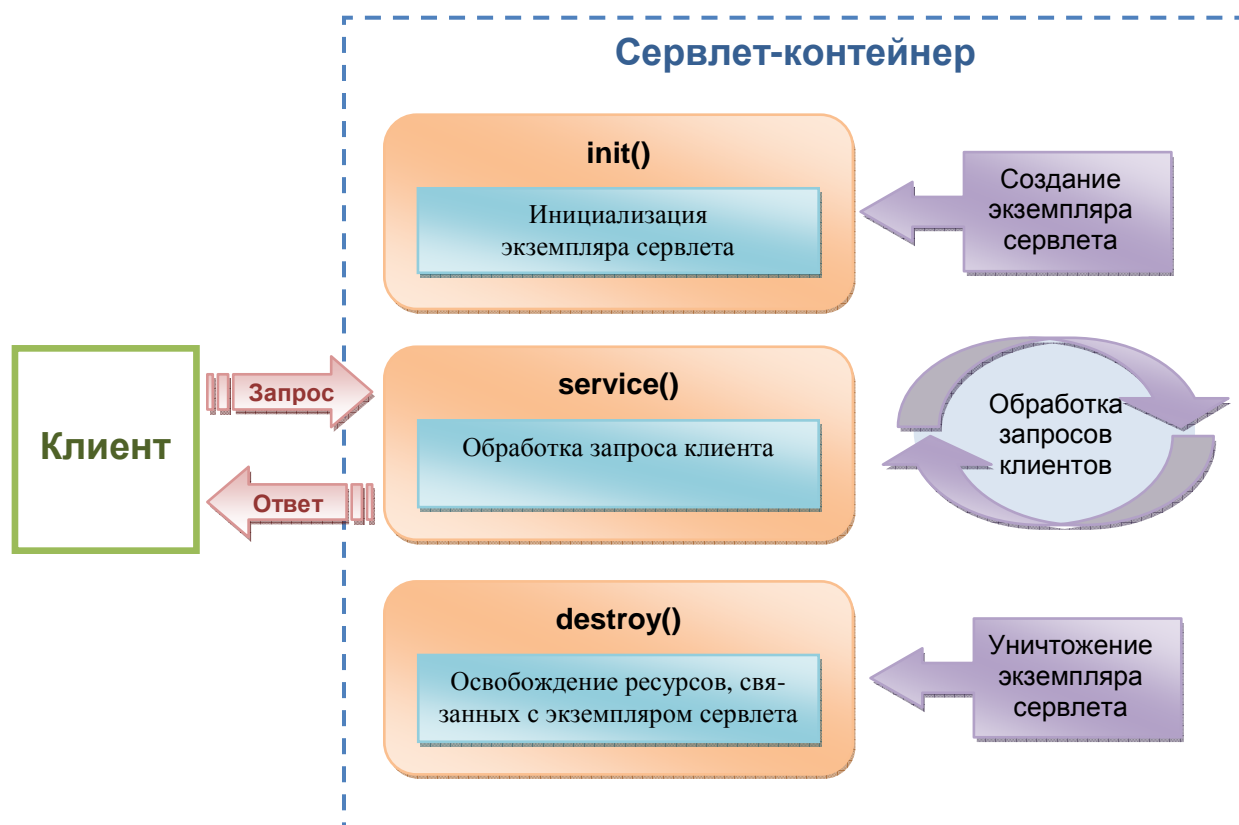 Сервлет-контейнер
init()
Инициализация
экземпляра сервлета
Создание
экземпляра
сервлета
Клиент
Запрос
Ответ
service()
Обработка запроса клиента
Обработка
запросов
клиентов
destroy()
Освобождение ресурсов, свя-
занных с экземпляром сервлета
Уничтожение
экземпляра
сервлета